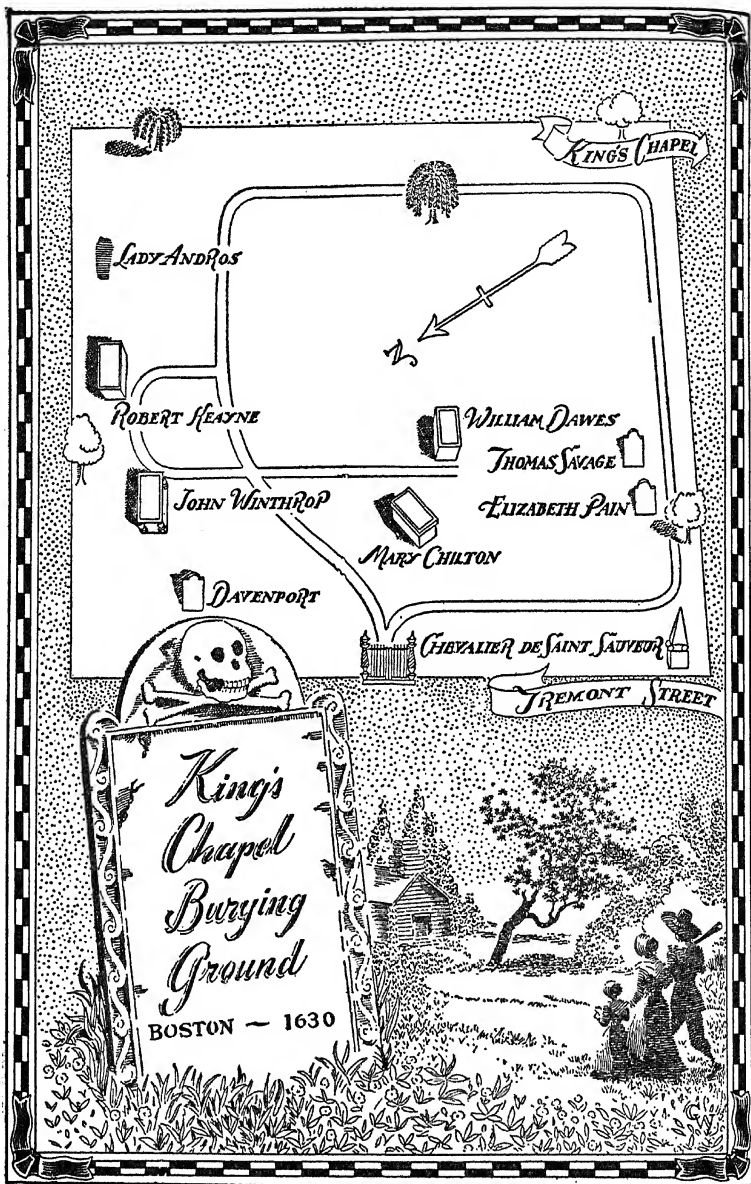 KING'S CHAPEL
LADY ANDROS
N
ROBERT KEAYNE
WILLIAM DAWES
THOMAS SAVAGE
JOHN WINTHROP
ELIZABETH PAIN
MARY CHILTON
DAVENPORT
CHEVALIER DE SAINT SAUVEUR
TREMONT STREET
King's
Chapel
Burying
Ground
BOSTON ~ 1630